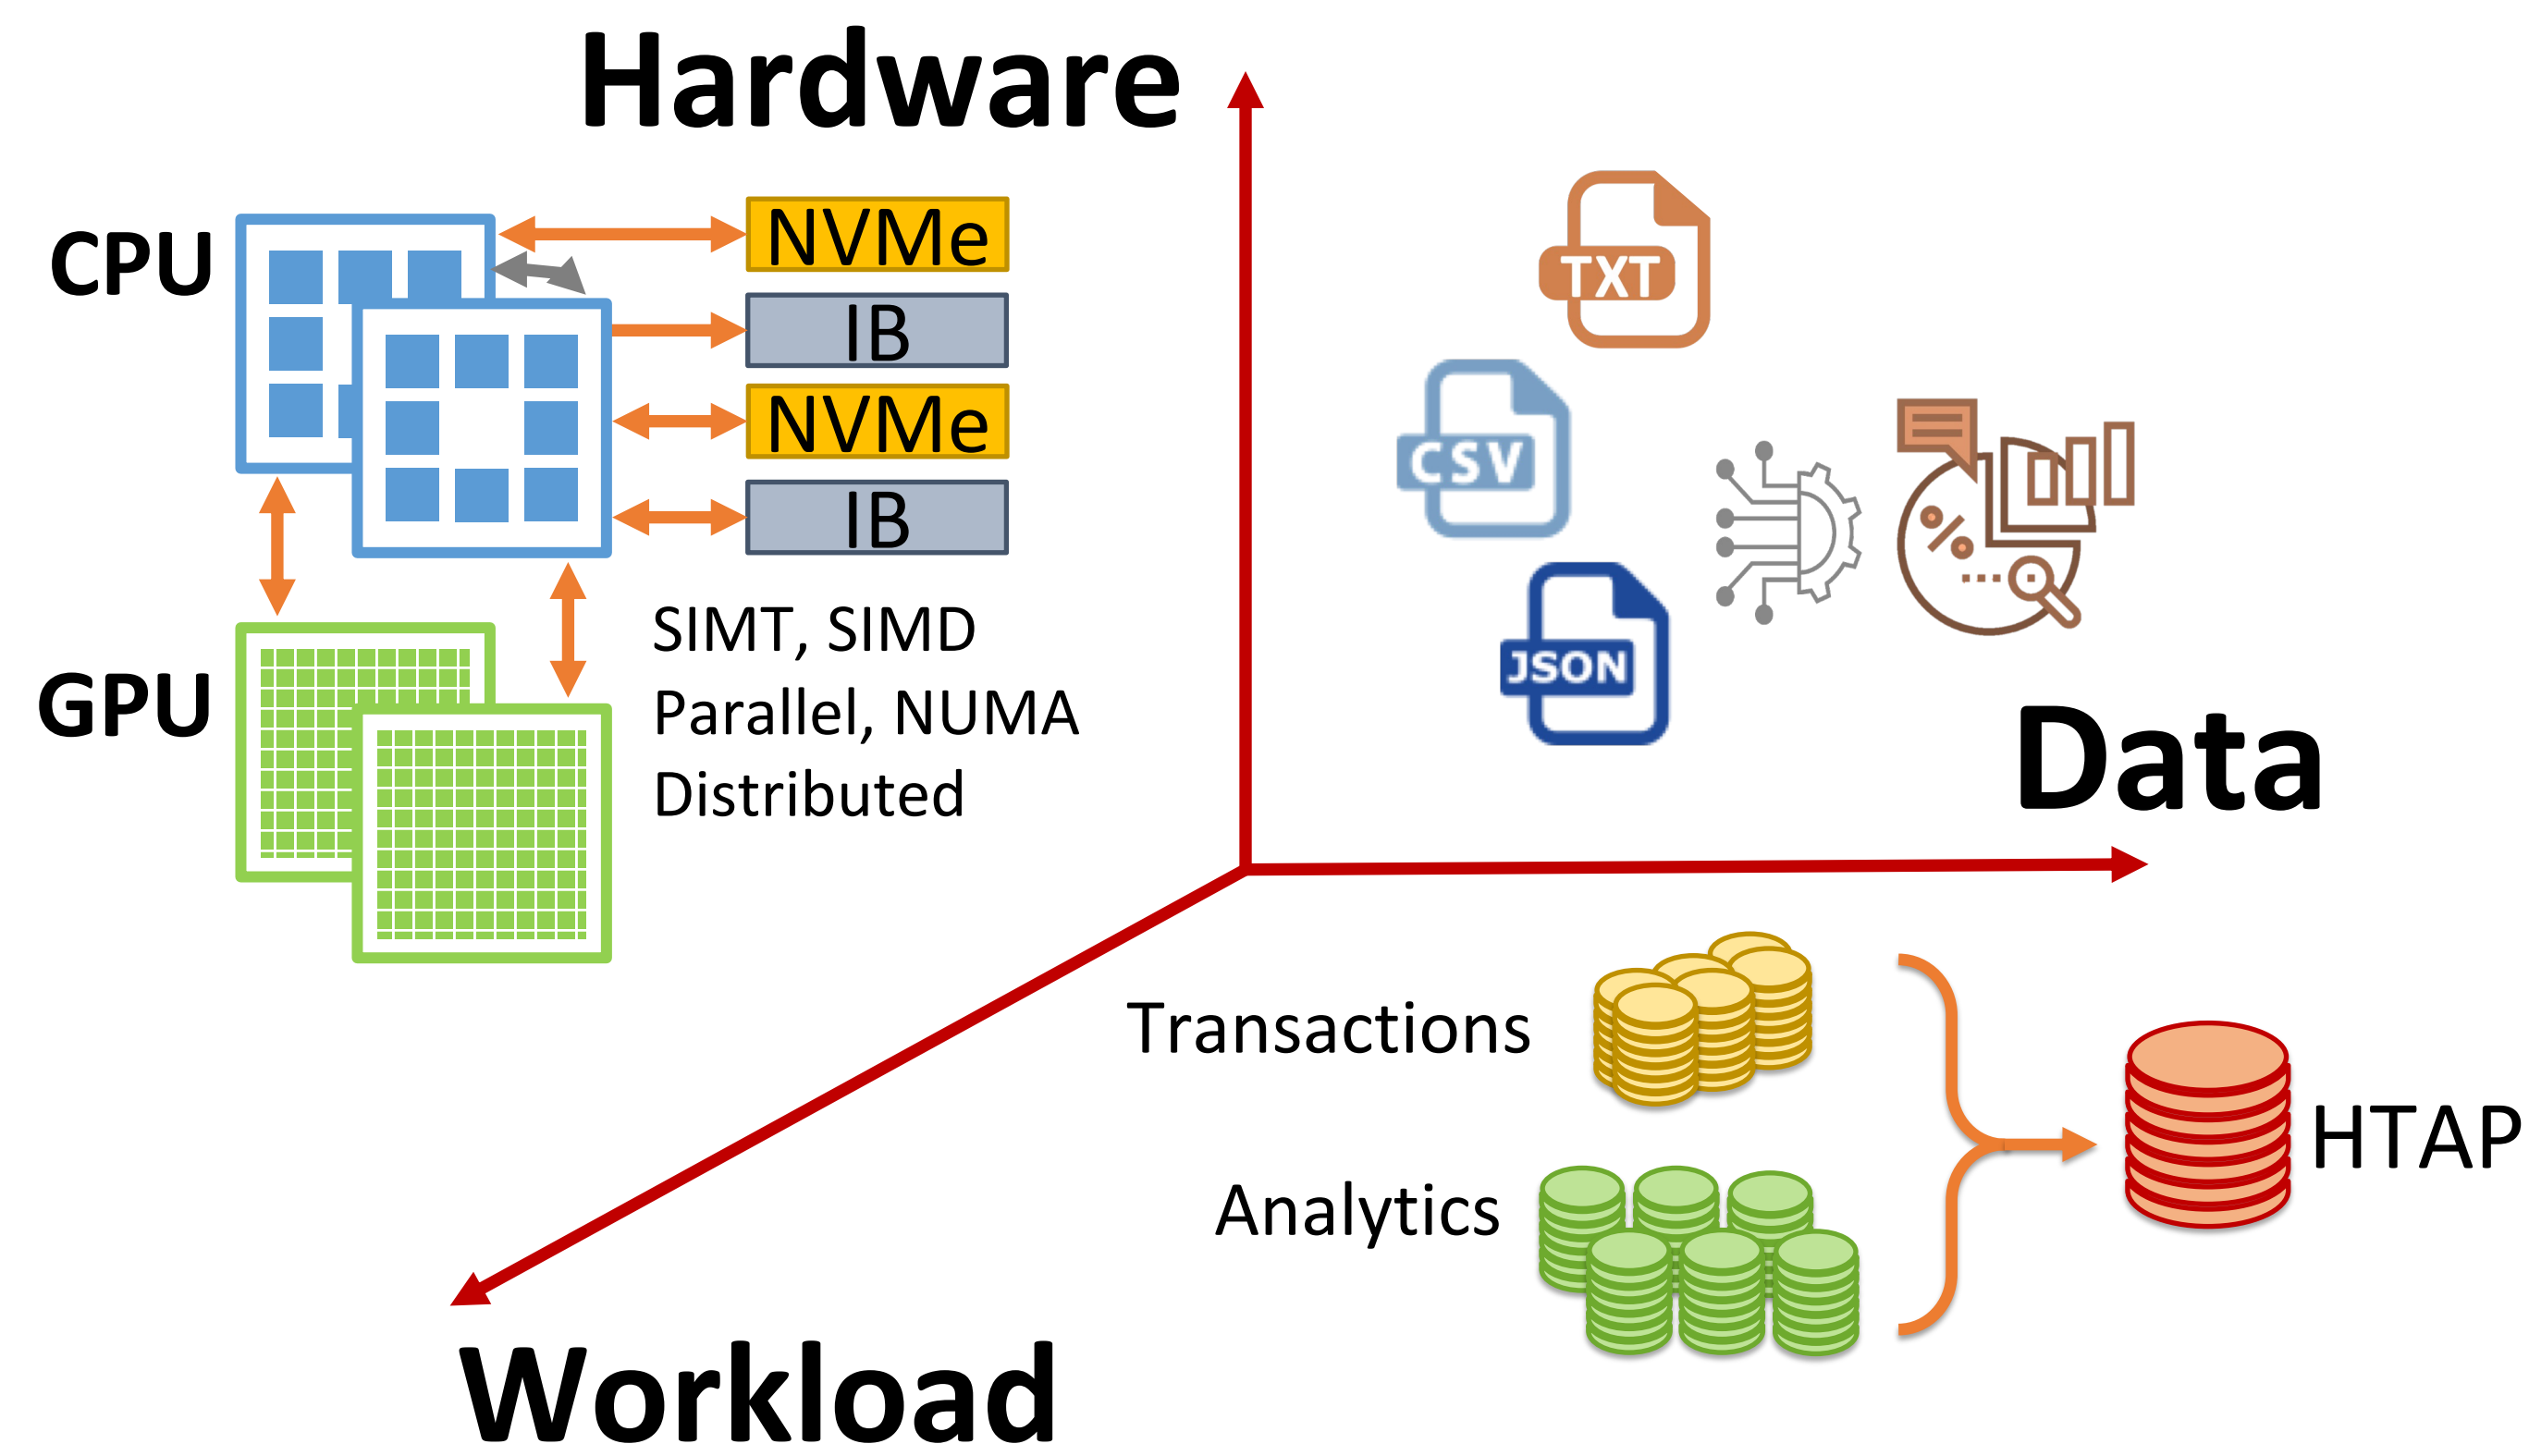 Hardware
CPU
NVMe
IB
NVMe
IB
GPU
SIMT, SIMD
Parallel, NUMA
Distributed
TXT
CSV
JSON
%
Data
Transactions
Analytics
HTAP
Workload